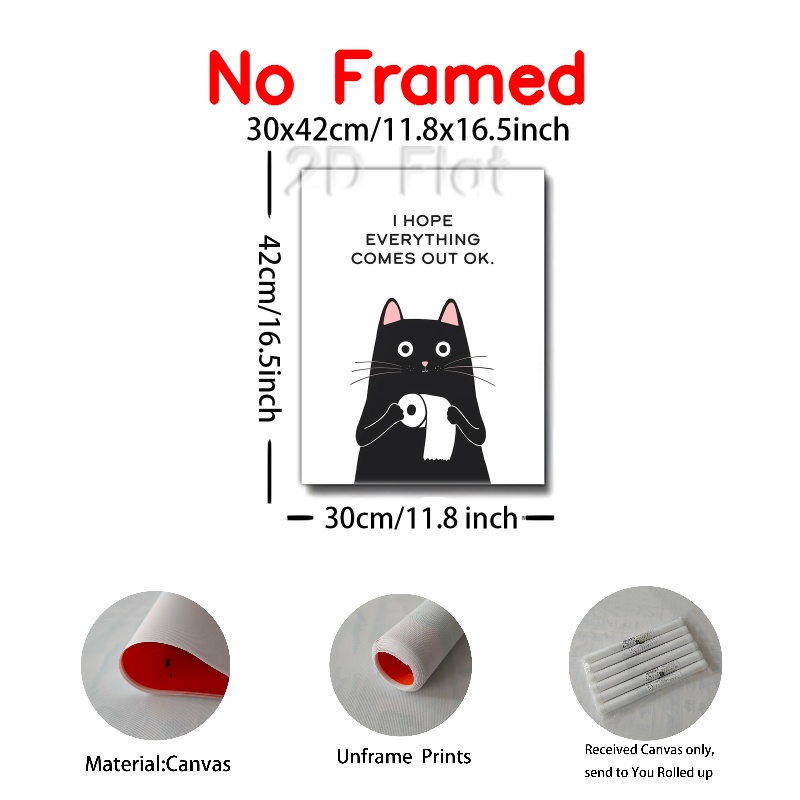 No Framed
30x42cm/11.8x16.5inch
2D Flat
42cm/16.5inch
I HOPE
EVERYTHING
COMES OUT OK.
30cm/11.8 inch
Material:Canvas
Unframe Prints
Received Canvas only,
send to You Rolled up